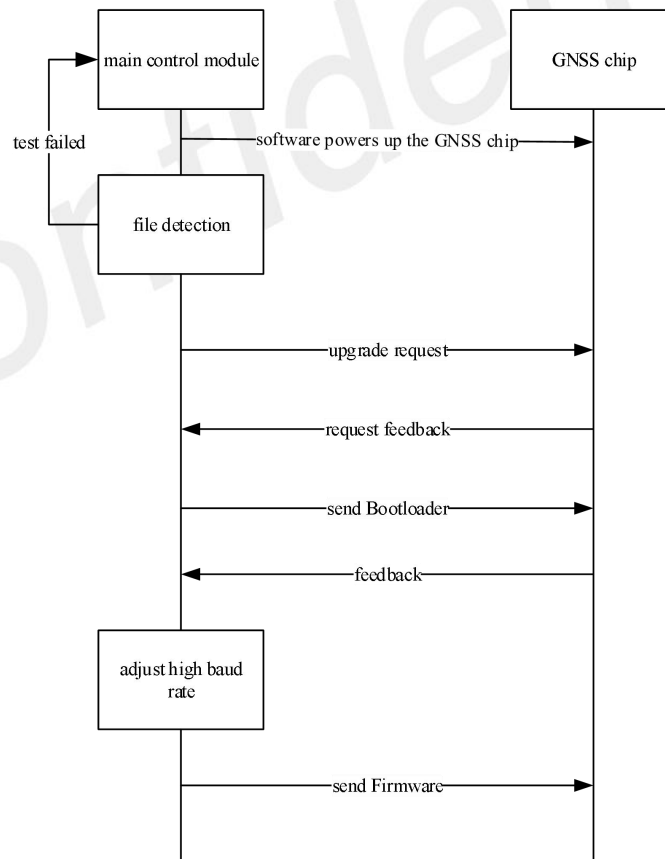 main control module
GNSS chip
test failed
software powers up the GNSS chip
file detection
upgrade request
request feedback
send Bootloader
feedback
adjust high baud
rate
send Firmware